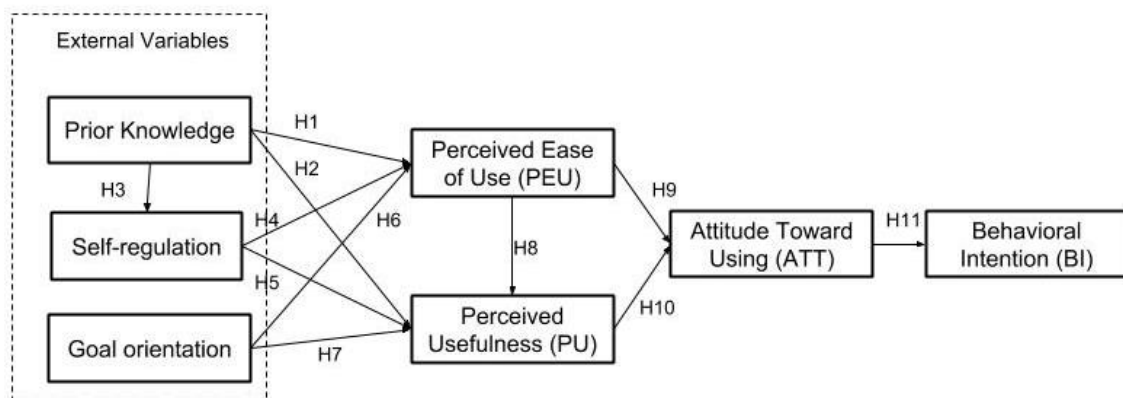 External Variables
Prior Knowledge
H1
H2
H3
Perceived Ease
of Use (PEU)
H4
H6
H9
Self-regulation
H5
H8
Attitude Toward
Using (ATT)
H11
Behavioral
Intention (BI)
Goal orientation
H7
Perceived
Usefulness (PU)
H10